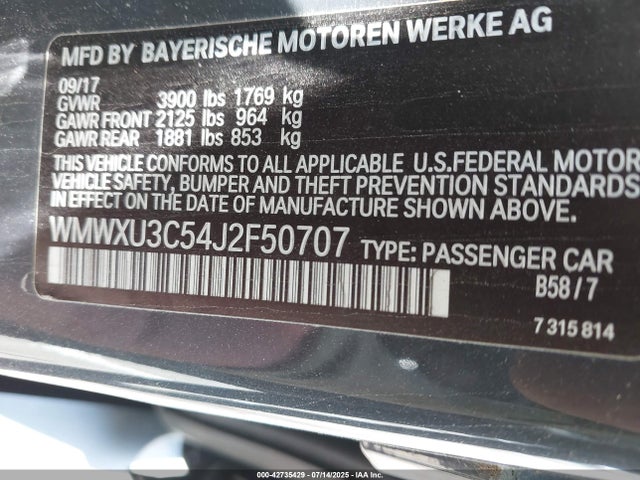 MFD BY BAYERISCHE MOTOREN WERKE AG
09/17
GVWR 3900 lbs 1769 kg
GAWR FRONT 2125 lbs 964 kg
GAWR REAR 1881 lbs 853 kg
THIS VEHICLE CONFORMS TO ALL APPLICABLE U.S.FEDERAL MOTOR
VEHICLE SAFETY, BUMPER AND THEFT PREVENTION STANDARDS
IN EFFECT ON THE DATE OF MANUFACTURE SHOWN ABOVE.
WMWXU3C54J2F50707 TYPE: PASSENGER CAR
B58/7
7 315 814
000-42735429 - 07/14/2025 - IAAI, Inc.